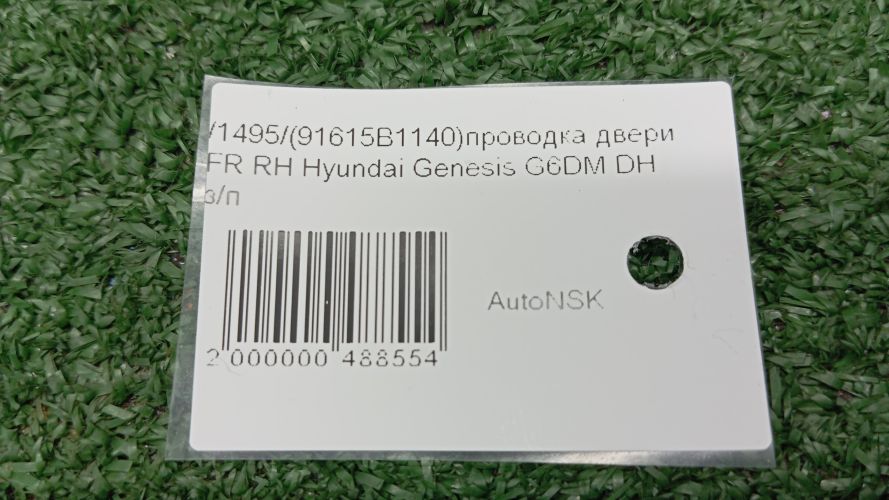 /1495/(91615B1140)проводка двери
FR RH Hyundai Genesis G6DM DH
з/п
AutoNSK
2 000000 488554